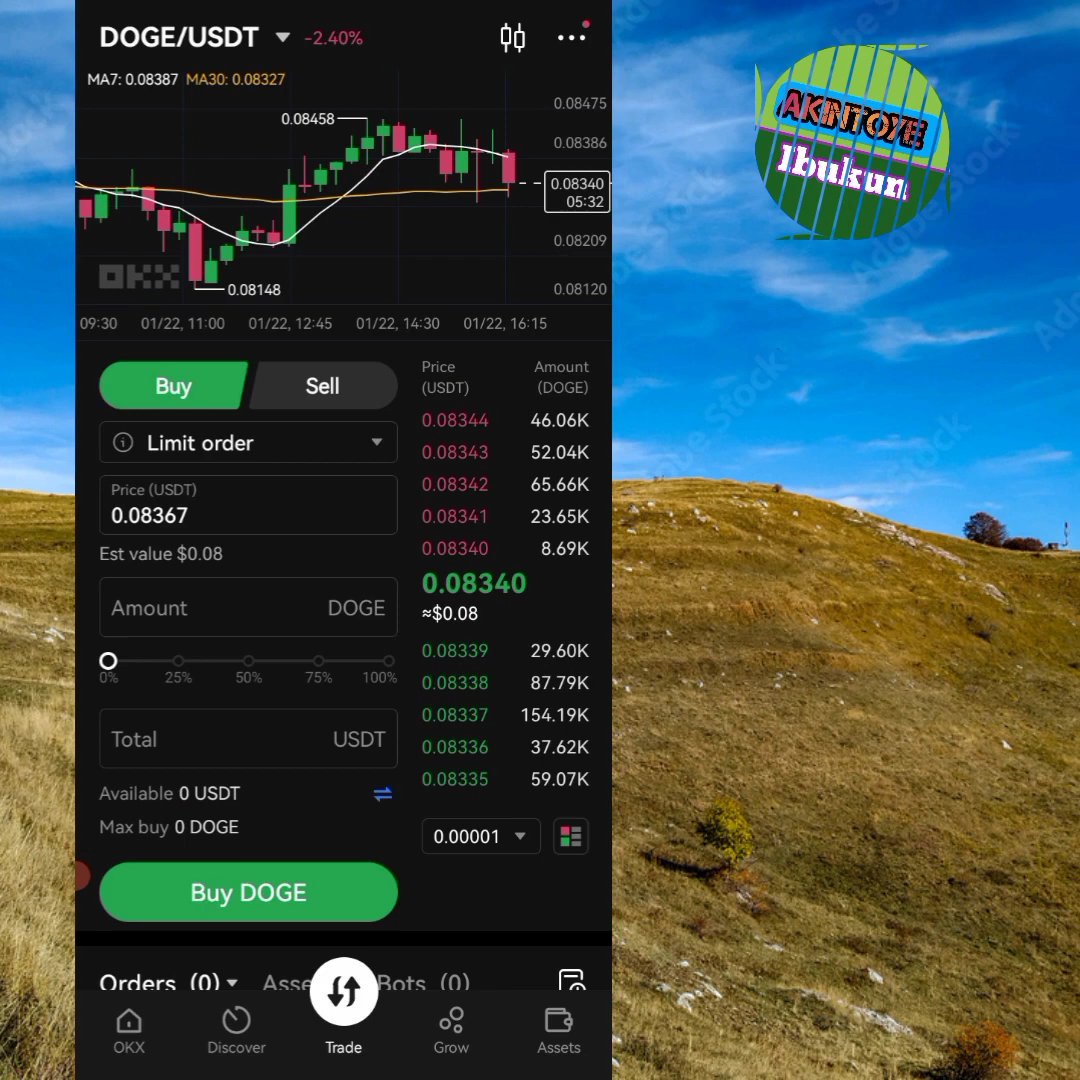 DOGE/USDT -2.40%
MA7: 0.08387 MA30: 0.08327
0.08475
0.08458
0.08386
0.08340
05:32
0.08209
OKX
0.08148
0.08120
09:30 01/22, 11:00 01/22, 12:45 01/22, 14:30 01/22, 16:15
Buy Sell
Limit order
Price (USDT)
0.08367
Est value $0.08
Amount DOGE
0% 25% 50% 75% 100%
Total USDT
Available 0 USDT
Max buy 0 DOGE
Buy DOGE
Price Amount
(USDT) (DOGE)
0.08344 46.06K
0.08343 52.04K
0.08342 65.66K
0.08341 23.65K
0.08340 8.69K
0.08340
≈$0.08
0.08339 29.60K
0.08338 87.79K
0.08337 154.19K
0.08336 37.62K
0.08335 59.07K
0.00001
Orders (0) Asse Bots (0)
OKX Discover Trade Grow Assets
AKINTOYE
Ibukun
Adobe Stock